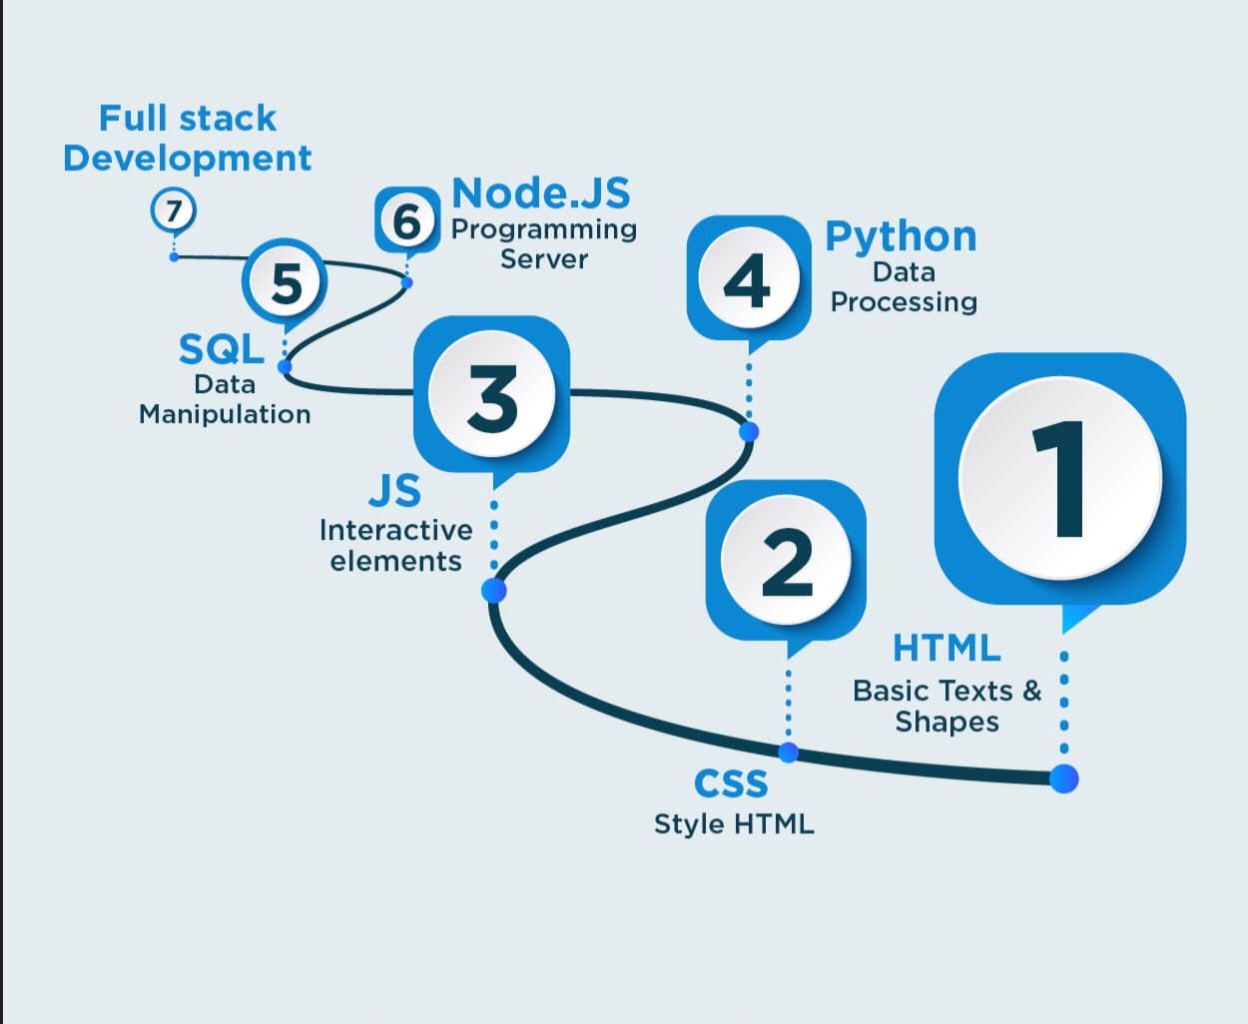 Full stack
Development
7
6
Node.JS
Programming
Server
5
SQL
Data
Manipulation
4
Python
Data
Processing
3
JS
Interactive
elements
2
CSS
Style HTML
1
HTML
Basic Texts &
Shapes